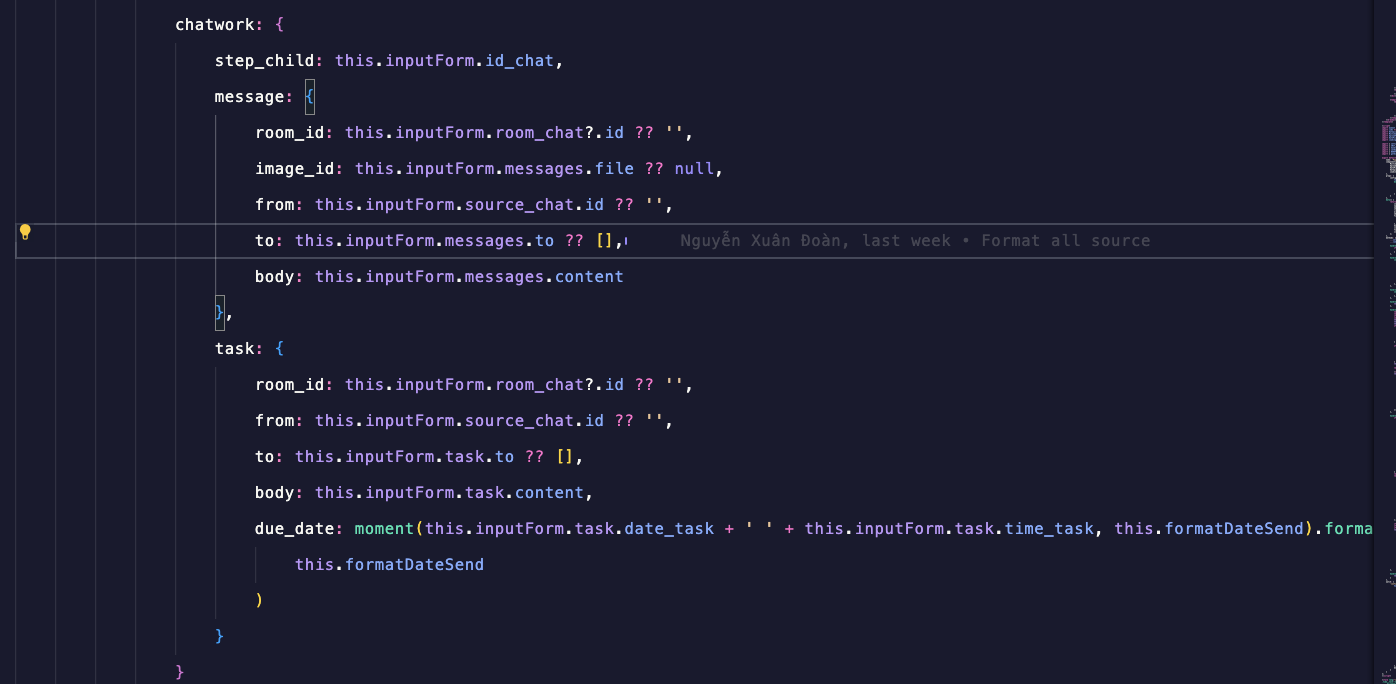 chatwork: {
step_child: this.inputForm.id_chat,
message: {
room_id: this.inputForm.room_chat?.id ?? '',
image_id: this.inputForm.messages.file ?? null,
from: this.inputForm.source_chat.id ?? '',
to: this.inputForm.messages.to ?? [], Nguyễn Xuân Đoàn, last week • Format all source
body: this.inputForm.messages.content
},
task: {
room_id: this.inputForm.room_chat?.id ?? '',
from: this.inputForm.source_chat.id ?? '',
to: this.inputForm.task.to ?? [],
body: this.inputForm.task.content,
due_date: moment(this.inputForm.task.date_task + ' ' + this.inputForm.task.time_task, this.formatDateSend).forma
this.formatDateSend
)
}
}